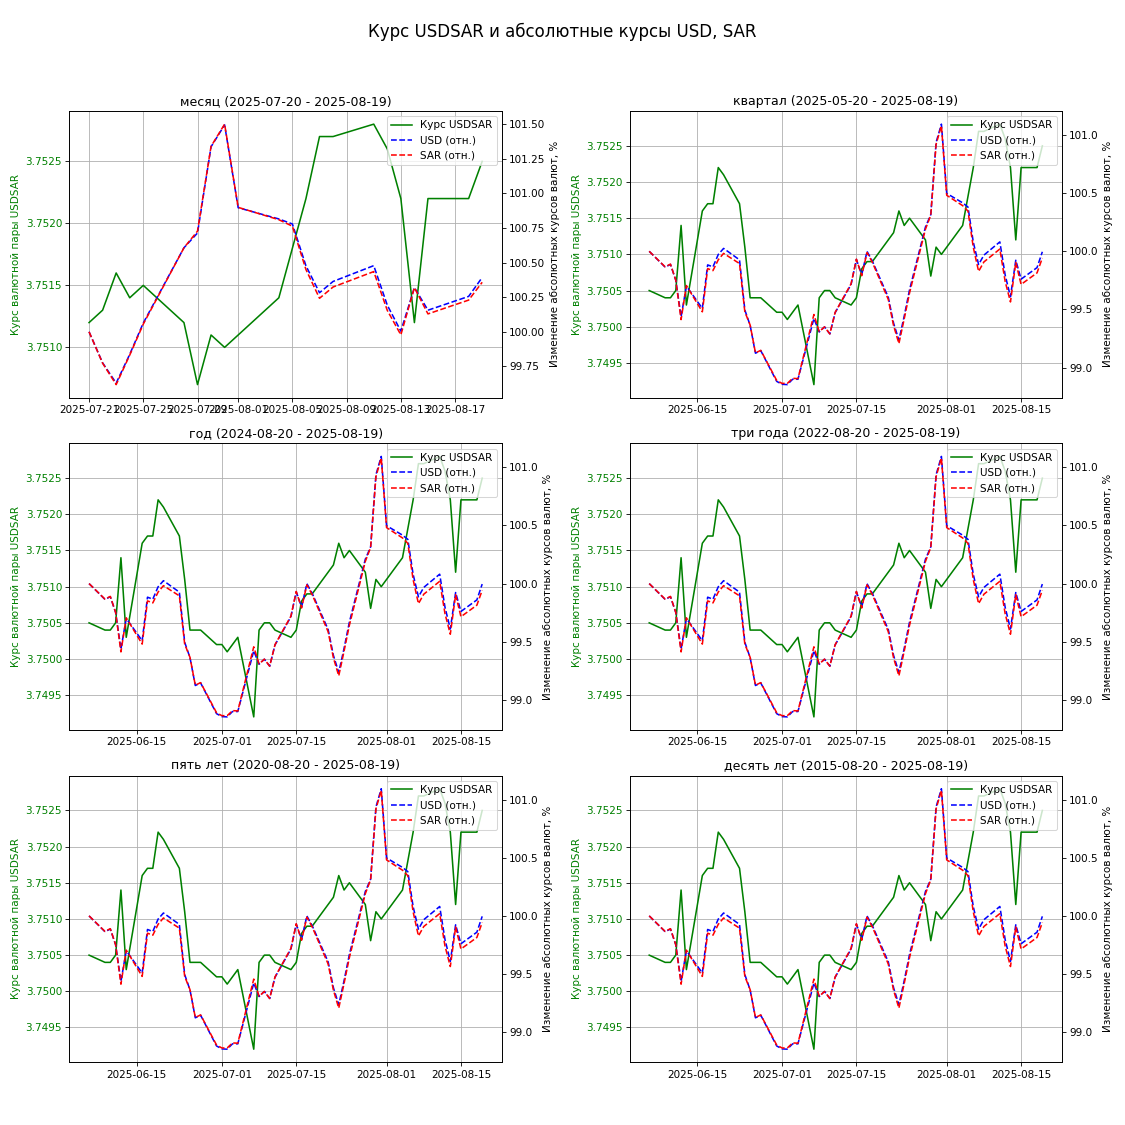 Курс USDSAR и абсолютные курсы USD, SAR
месяц (2025-07-20 - 2025-08-19)
Курс валютной пары USDSAR
3.7525
3.7520
3.7515
3.7510
Курс USDSAR
USD (отн.)
SAR (отн.)
101.50
101.25
101.00
100.75
100.50
100.25
100.00
99.75
Изменение абсолютных курсов валют, %
2025-07-21
2025-07-25
2025-07-29
2025-08-01
2025-08-05
2025-08-09
2025-08-13
2025-08-17
квартал (2025-05-20 - 2025-08-19)
Курс валютной пары USDSAR
3.7525
3.7520
3.7515
3.7510
3.7505
3.7500
3.7495
Курс USDSAR
USD (отн.)
SAR (отн.)
101.0
100.5
100.0
99.5
99.0
Изменение абсолютных курсов валют, %
2025-06-15
2025-07-01
2025-07-15
2025-08-01
2025-08-15
год (2024-08-20 - 2025-08-19)
Курс валютной пары USDSAR
3.7525
3.7520
3.7515
3.7510
3.7505
3.7500
3.7495
Курс USDSAR
USD (отн.)
SAR (отн.)
101.0
100.5
100.0
99.5
99.0
Изменение абсолютных курсов валют, %
2025-06-15
2025-07-01
2025-07-15
2025-08-01
2025-08-15
три года (2022-08-20 - 2025-08-19)
Курс валютной пары USDSAR
3.7525
3.7520
3.7515
3.7510
3.7505
3.7500
3.7495
Курс USDSAR
USD (отн.)
SAR (отн.)
101.0
100.5
100.0
99.5
99.0
Изменение абсолютных курсов валют, %
2025-06-15
2025-07-01
2025-07-15
2025-08-01
2025-08-15
пять лет (2020-08-20 - 2025-08-19)
Курс валютной пары USDSAR
3.7525
3.7520
3.7515
3.7510
3.7505
3.7500
3.7495
Курс USDSAR
USD (отн.)
SAR (отн.)
101.0
100.5
100.0
99.5
99.0
Изменение абсолютных курсов валют, %
2025-06-15
2025-07-01
2025-07-15
2025-08-01
2025-08-15
десять лет (2015-08-20 - 2025-08-19)
Курс валютной пары USDSAR
3.7525
3.7520
3.7515
3.7510
3.7505
3.7500
3.7495
Курс USDSAR
USD (отн.)
SAR (отн.)
101.0
100.5
100.0
99.5
99.0
Изменение абсолютных курсов валют, %
2025-06-15
2025-07-01
2025-07-15
2025-08-01
2025-08-15